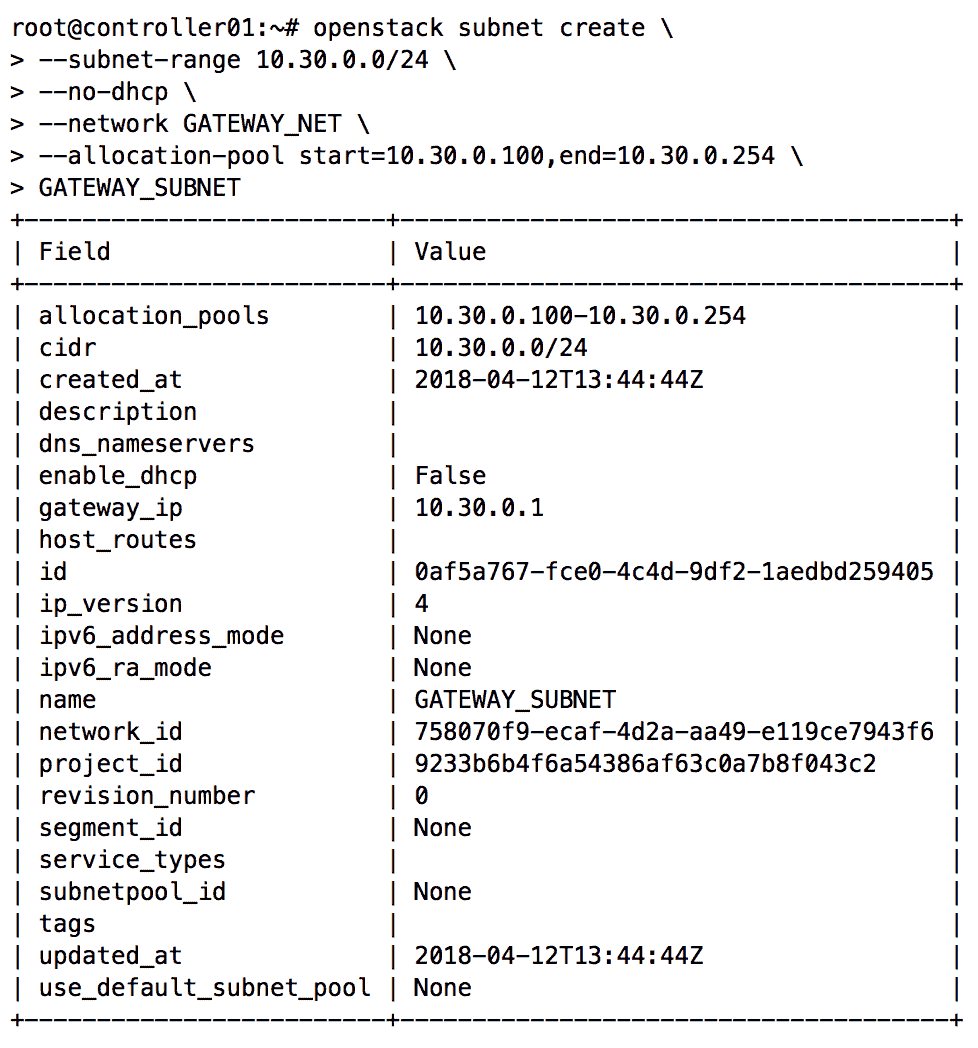 root@controller01:~# openstack subnet create \
> --subnet-range 10.30.0.0/24 \
> --no-dhcp \
> --network GATEWAY_NET \
> --allocation-pool start=10.30.0.100,end=10.30.0.254 \
> GATEWAY_SUBNET
+-------------------------+--------------------------------------+
| Field                   | Value                                |
+-------------------------+--------------------------------------+
| allocation_pools        | 10.30.0.100-10.30.0.254              |
| cidr                    | 10.30.0.0/24                         |
| created_at              | 2018-04-12T13:44:44Z                 |
| description             |                                      |
| dns_nameservers         |                                      |
| enable_dhcp             | False                                |
| gateway_ip              | 10.30.0.1                            |
| host_routes             |                                      |
| id                      | 0af5a767-fce0-4c4d-9df2-1aedbd259405 |
| ip_version              | 4                                    |
| ipv6_address_mode       | None                                 |
| ipv6_ra_mode            | None                                 |
| name                    | GATEWAY_SUBNET                       |
| network_id              | 758070f9-ecaf-4d2a-aa49-e119ce7943f6 |
| project_id              | 9233b6b4f6a54386af63c0a7b8f043c2     |
| revision_number         | 0                                    |
| segment_id              | None                                 |
| service_types           |                                      |
| subnetpool_id           | None                                 |
| tags                    |                                      |
| updated_at              | 2018-04-12T13:44:44Z                 |
| use_default_subnet_pool | None                                 |
+-------------------------+--------------------------------------+